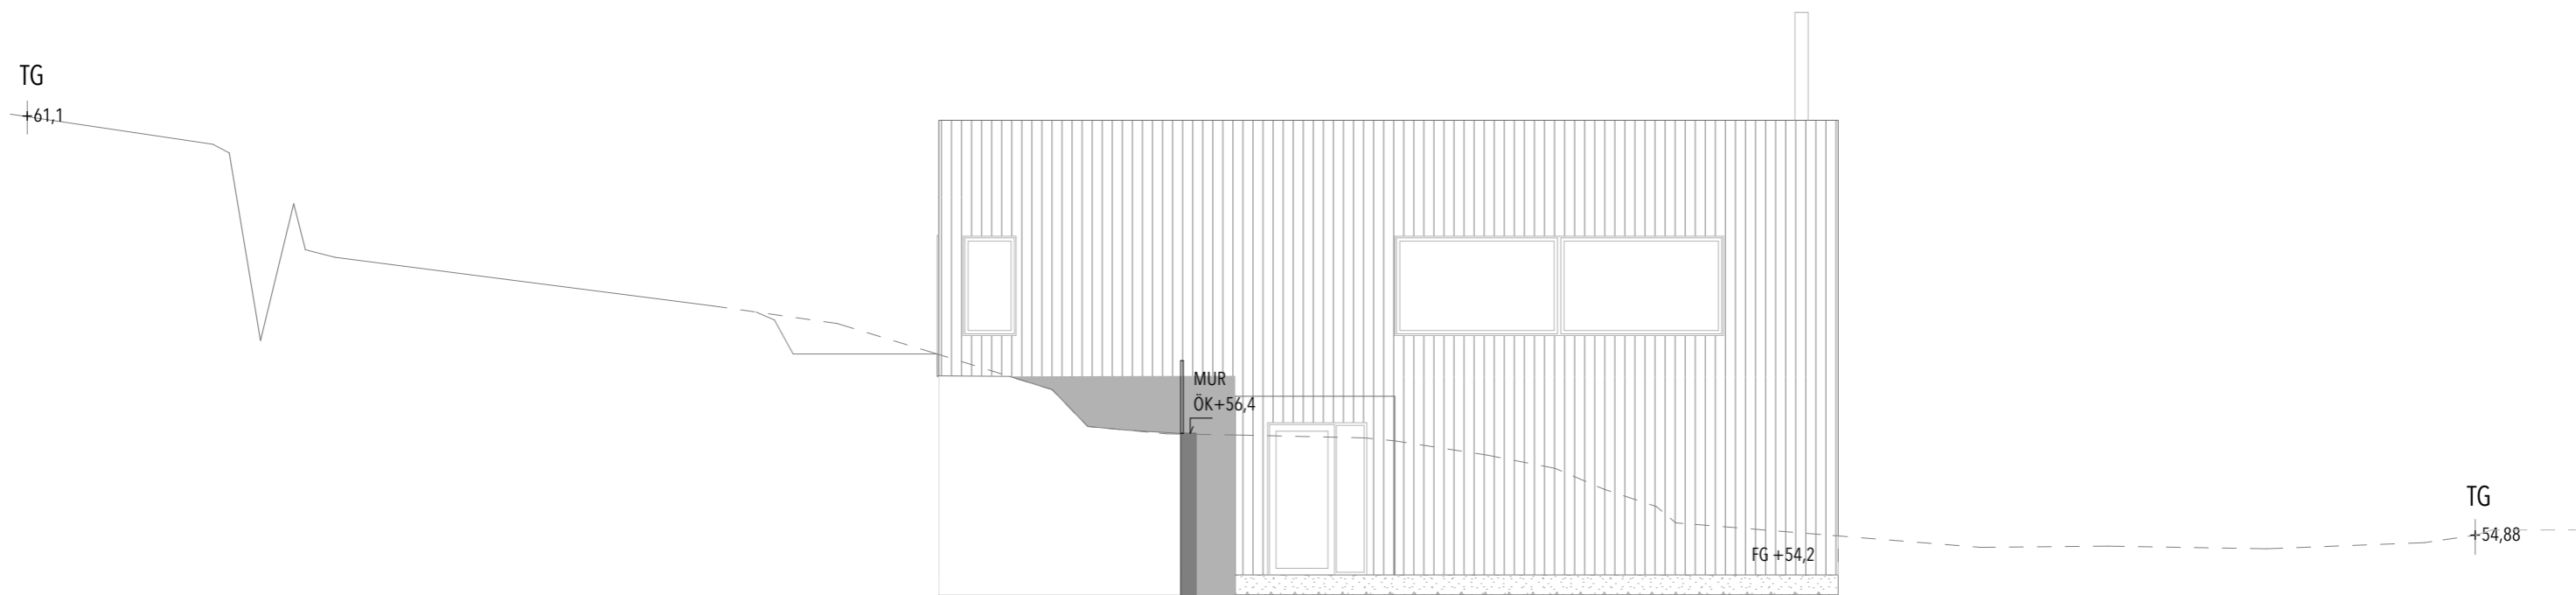 TG
+61,1
MUR
ÖK+56,4
TG
+54,88
FG +54,2